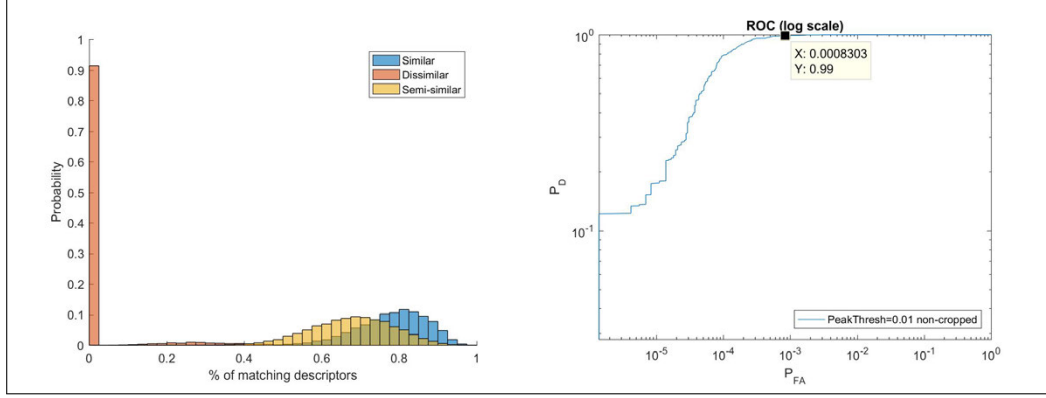 1
0.9
0.8
0.7
0.6
0.5
0.4
0.3
0.2
0.1
0
Probability
Similar
Dissimilar
Semi-similar
0 0.2 0.4 0.6 0.8 1
% of matching descriptors
ROC (log scale)
X: 0.0008303
Y: 0.99
10^0
10^-1
P_D
PeakThresh=0.01 non-cropped
10^-5 10^-4 10^-3 10^-2 10^-1 10^0
P_FA